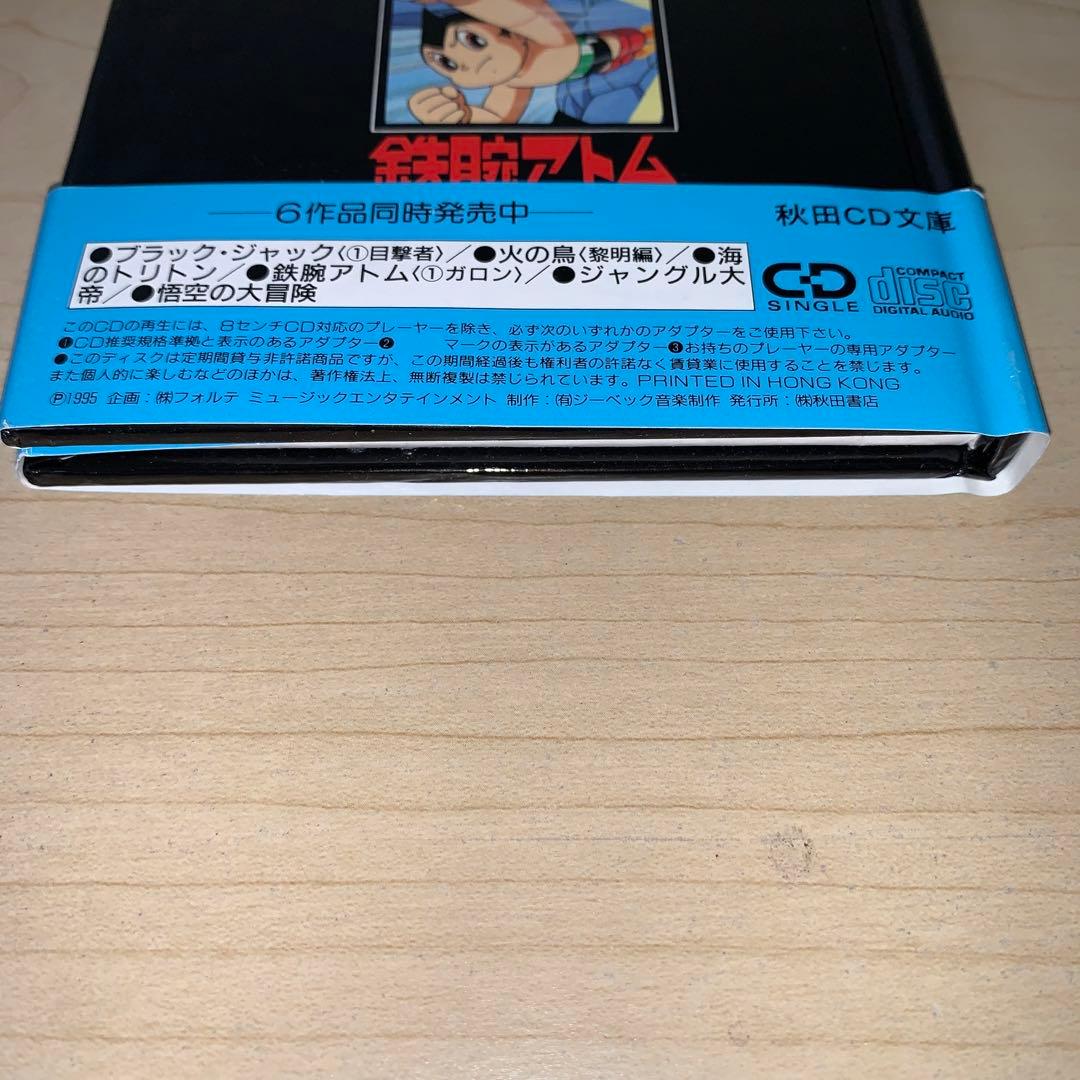 鉄腕アトム
6作品同時発売中
秋田CD文庫
●ブラック・ジャック〈①目撃者〉/●火の鳥〈黎明編〉/●海
のトリトン/●鉄腕アトム〈①ガロン〉/●ジャングル大
帝/●悟空の大冒険
CD
SINGLE
COMPACT
disc
DIGITAL AUDIO
このCDの再生には、8センチCD対応のプレーヤーを除き、必ず次のいずれかのアダプターをご使用下さい。
❶CD推奨規格準拠と表示のあるアダプター❷ マークの表示があるアダプター❸お持ちのプレーヤーの専用アダプター
●このディスクは定期間貸与非許諾商品ですが、この期間経過後も権利者の許諾なく賃貸業に使用することを禁じます。
また個人的に楽しむなどのほかは、著作権法上、無断複製は禁じられています。PRINTED IN HONG KONG
Ⓟ1995 企画：㈱フォルテ ミュージックエンタテインメント 制作：㈲ジーベック音楽制作 発行所：㈱秋田書店